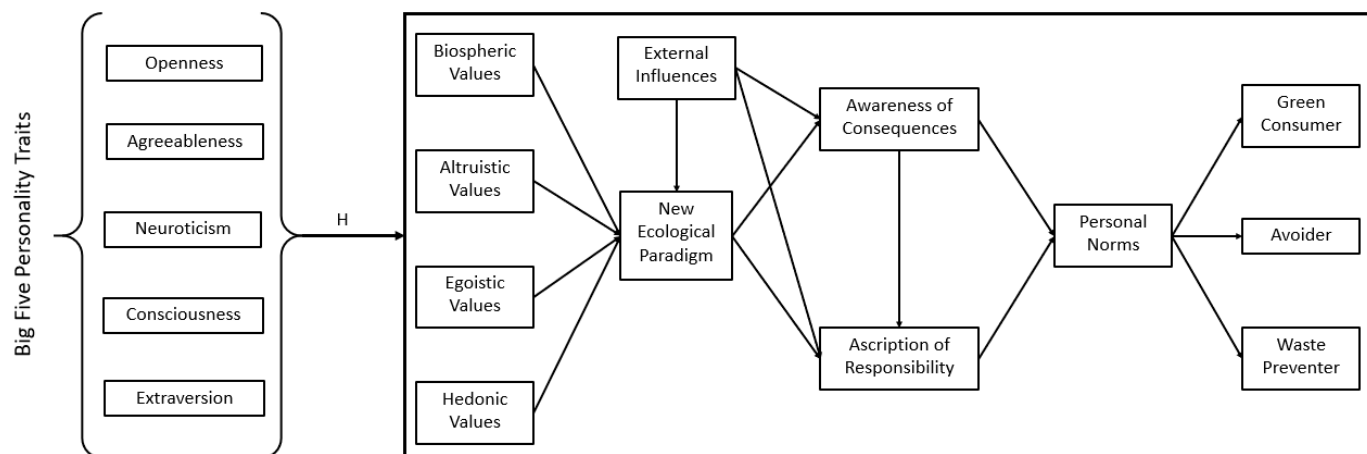 Big Five Personality Traits
Openness
Agreeableness
Neuroticism
Consciousness
Extraversion
H
Biospheric
Values
Altruistic
Values
Egoistic
Values
Hedonic
Values
External
Influences
New
Ecological
Paradigm
Awareness of
Consequences
Ascription of
Responsibility
Personal
Norms
Green
Consumer
Avoider
Waste
Preventer